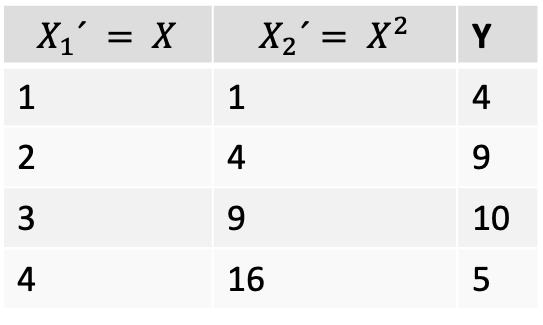 X₁′ = X X₂′ = X² Y
1 1 4
2 4 9
3 9 10
4 16 5